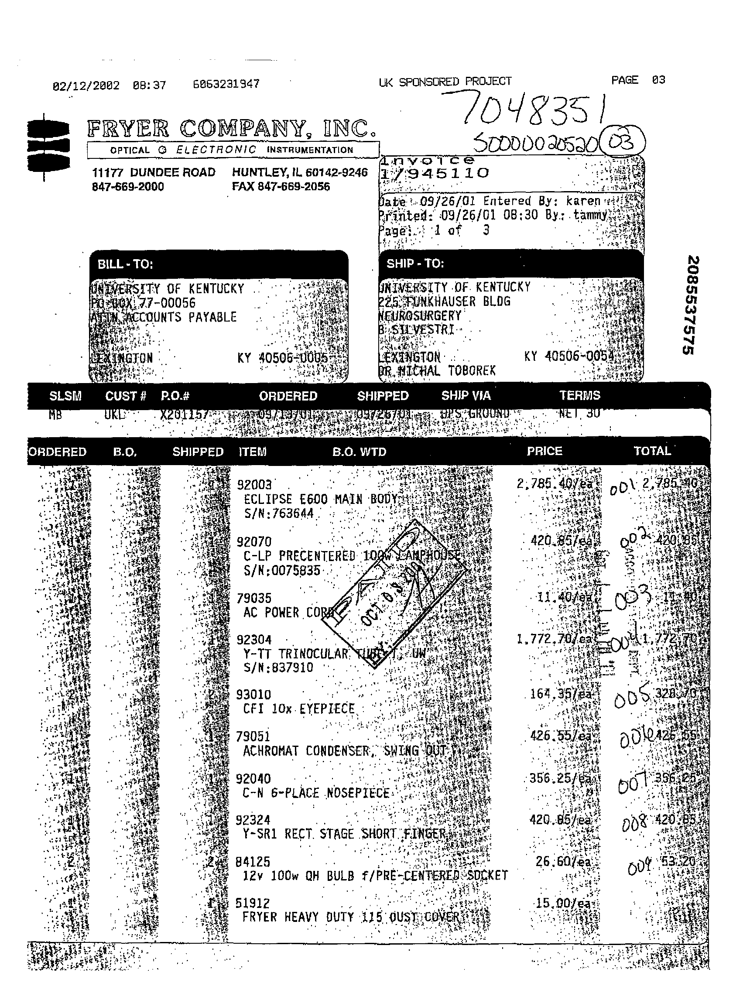 02/12/2002 08:37 6063231947 UK SPONSORED PROJECT PAGE 03
7048351
S0000020520 03
FRYER COMPANY, INC.
OPTICAL & ELECTRONIC INSTRUMENTATION
11177 DUNDEE ROAD HUNTLEY, IL 60142-9246
847-669-2000 FAX 847-669-2056
Invoice
17945110
Date: 09/26/01 Entered By: karen
Printed: 09/26/01 08:30 By: tammy
Page: 1 of 3
BILL - TO:
UNIVERSITY OF KENTUCKY
PO BOX 77-00056
ATTN ACCOUNTS PAYABLE
LEXINGTON KY 40506-0005
SHIP - TO:
UNIVERSITY OF KENTUCKY
225 FUNKHAUSER BLDG
NEUROSURGERY
B SILVESTRI
LEXINGTON KY 40506-0054
DR MICHAL TOBOREK
2085537575
SLSM CUST # P.O.# ORDERED SHIPPED SHIP VIA TERMS
MB UKL X261157 09/19/01 09/26/01 UPS GROUND NET 30
ORDERED B.O. SHIPPED ITEM B.O. WTD PRICE TOTAL
92003 2,785.40/ea 001 2,785.40
ECLIPSE E600 MAIN BODY
S/N:763644
92070 420.85/ea 002 420.85
C-LP PRECENTERED 100w LAMPHOUSE
S/N:0075835
79035 11.40/ea 003 11.40
AC POWER CORD
92304 1,772.70/ea 004 1,772.70
Y-TT TRINOCULAR UW
S/N:837910
PAID
OCT 03 2001
BY
93010 164.35/ea 005 328.70
CFI 10x EYEPIECE
79051 426.55/ea 006 426.55
ACHROMAT CONDENSER, SWING OUT
92040 356.25/ea 007 356.25
C-N 6-PLACE NOSEPIECE
92324 420.85/ea 008 420.85
Y-SR1 RECT STAGE SHORT FINGER
2 2 84125 26.60/ea 009 53.20
12v 100w QH BULB f/PRE-CENTERED SOCKET
51912 15.00/ea
FRYER HEAVY DUTY 115 DUST COVER